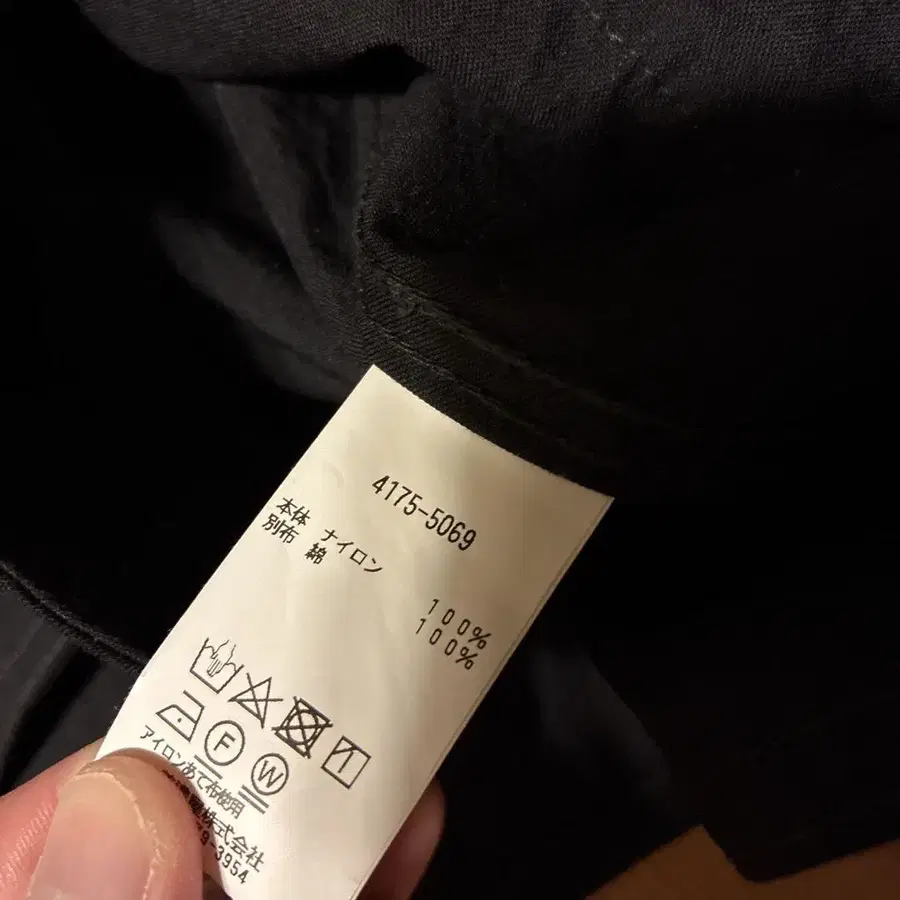 4175-5069
本体 ナイロン 100%
別布 綿 100%
F W
アイロンあて布使用
株式会社
9-3954